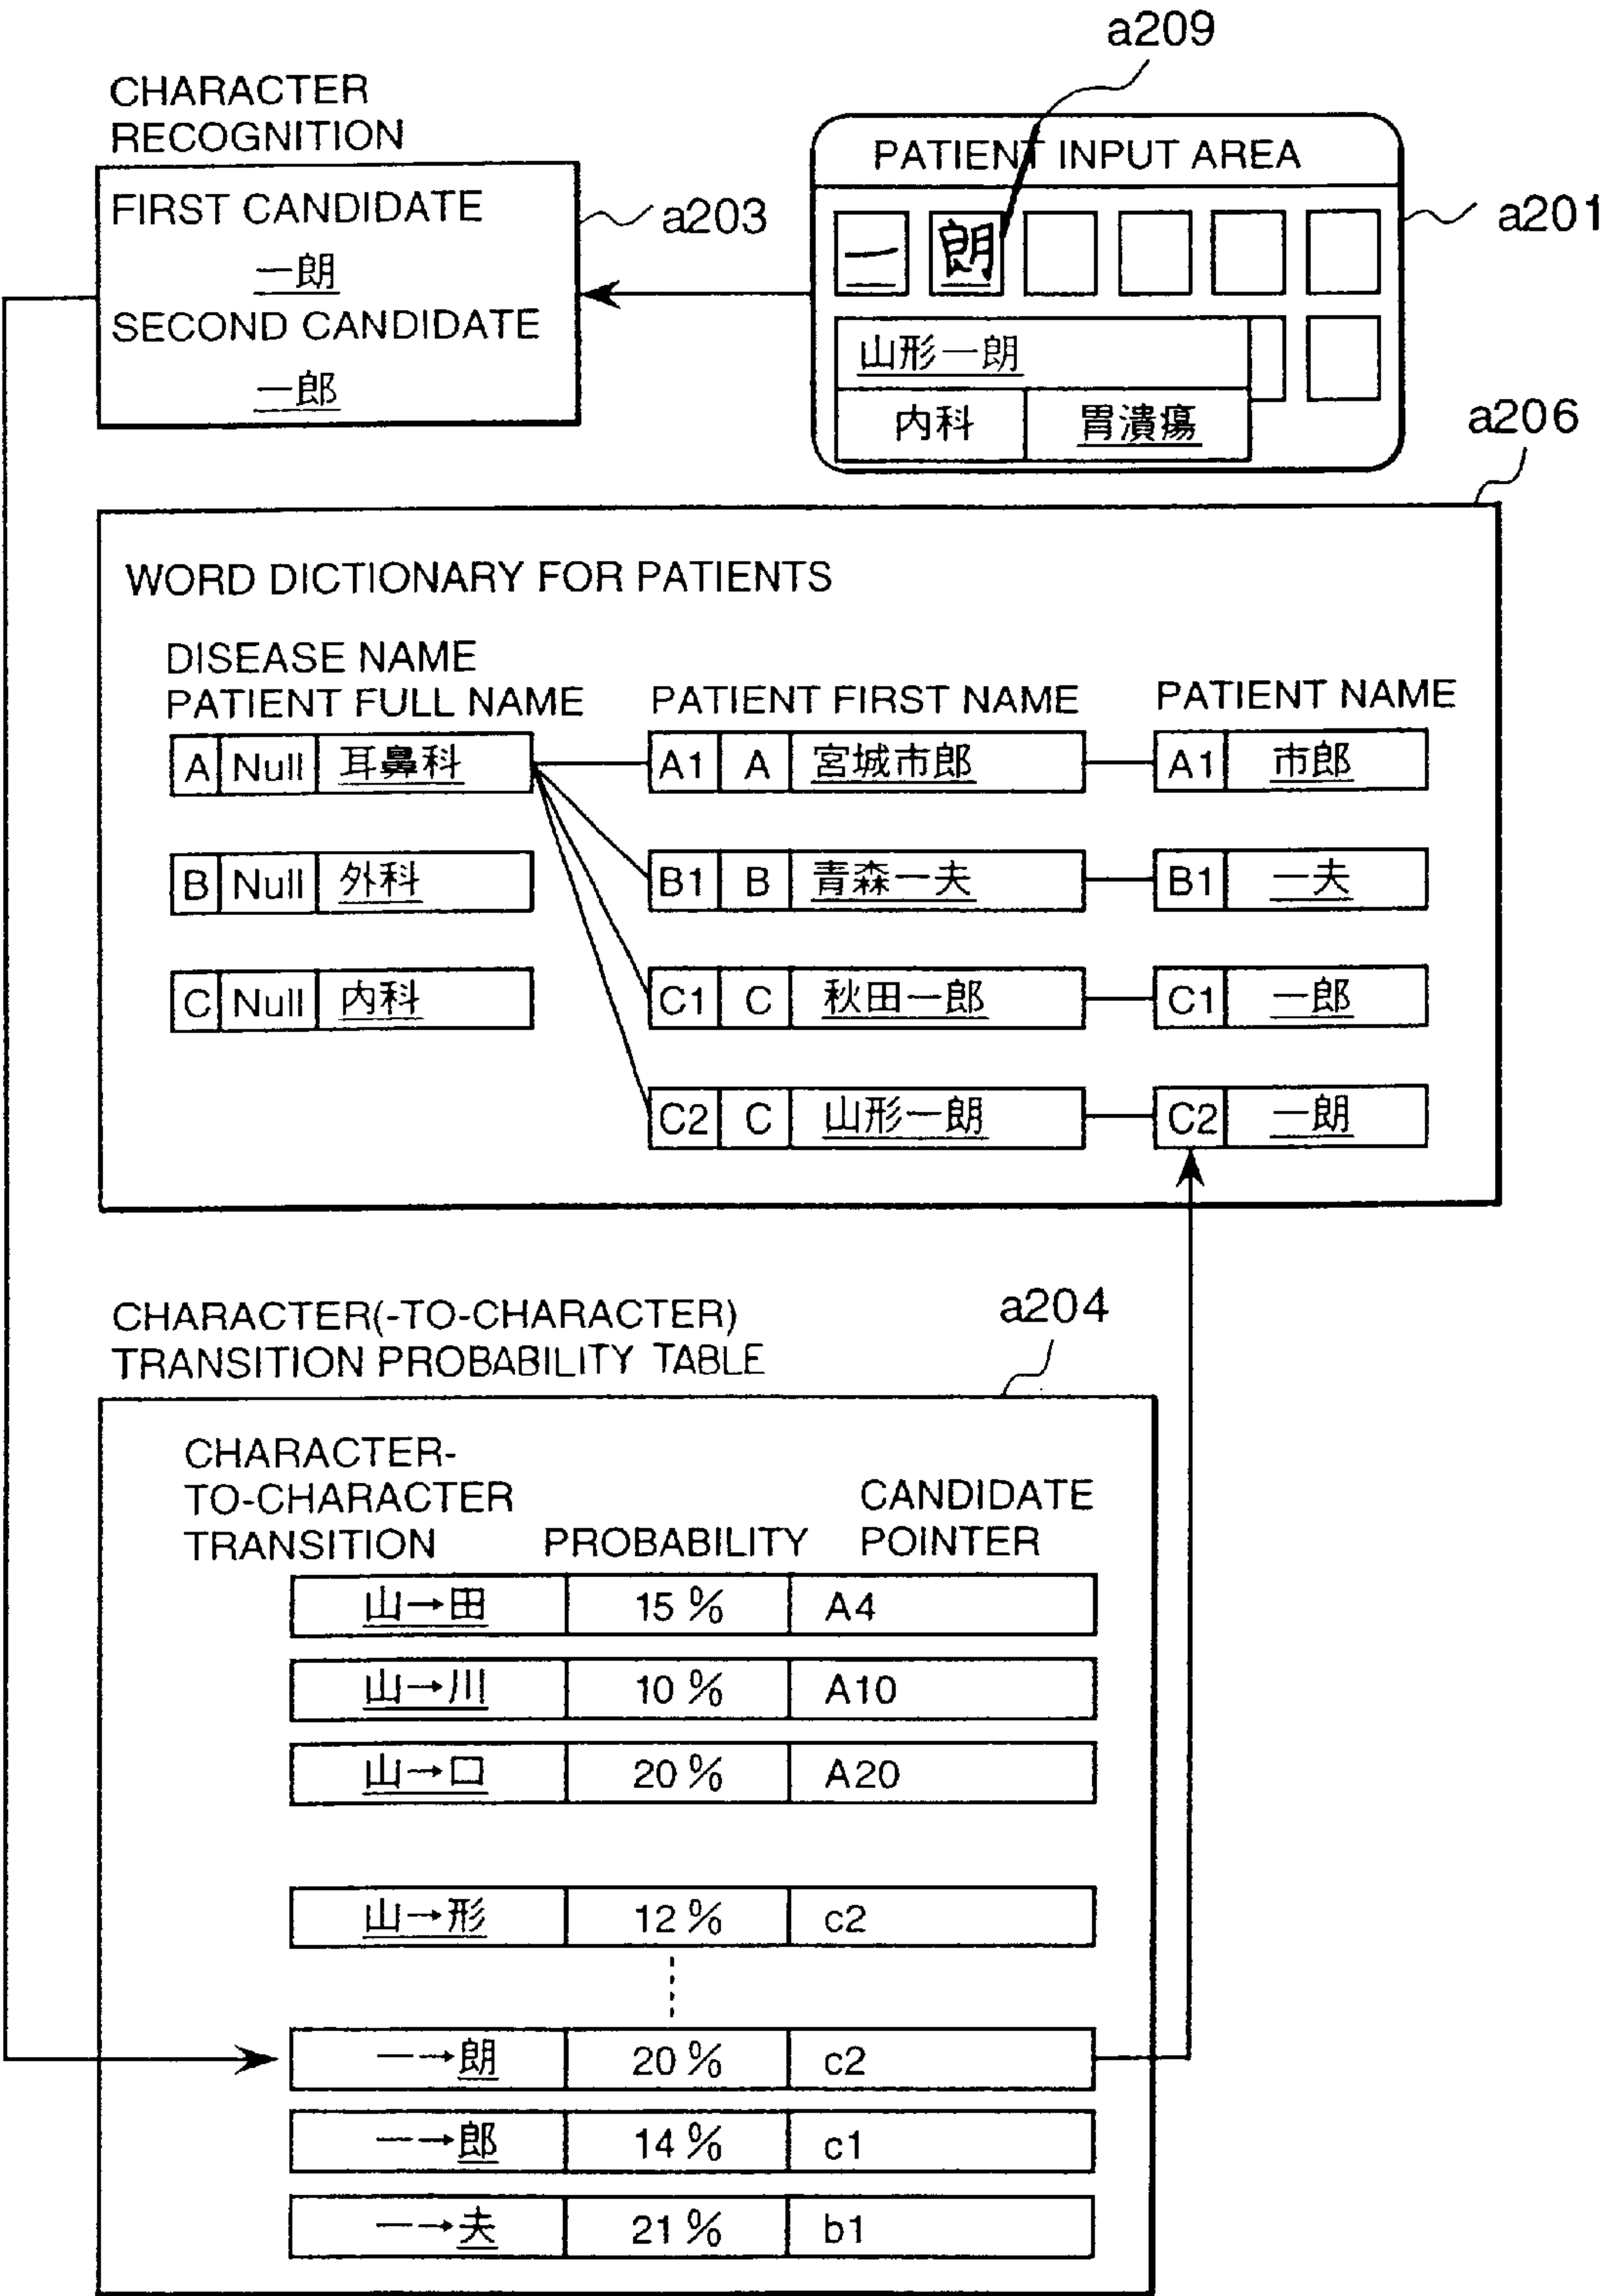 a209
CHARACTER
RECOGNITION
FIRST CANDIDATE
一朗
SECOND CANDIDATE
一郎
a203
PATIENT INPUT AREA
一 朗
山形一朗
内科 胃潰瘍
a201
a206
WORD DICTIONARY FOR PATIENTS
DISEASE NAME
PATIENT FULL NAME PATIENT FIRST NAME PATIENT NAME
A Null 耳鼻科 A1 A 宮城市郎 A1 市郎
B Null 外科 B1 B 青森一夫 B1 一夫
C Null 内科 C1 C 秋田一郎 C1 一郎
C2 C 山形一朗 C2 一朗
CHARACTER(-TO-CHARACTER)
TRANSITION PROBABILITY TABLE
a204
CHARACTER-
TO-CHARACTER
TRANSITION
PROBABILITY
CANDIDATE
POINTER
山→田 15% A4
山→川 10% A10
山→口 20% A20
山→形 12% c2
一→朗 20% c2
一→郎 14% c1
一→夫 21% b1